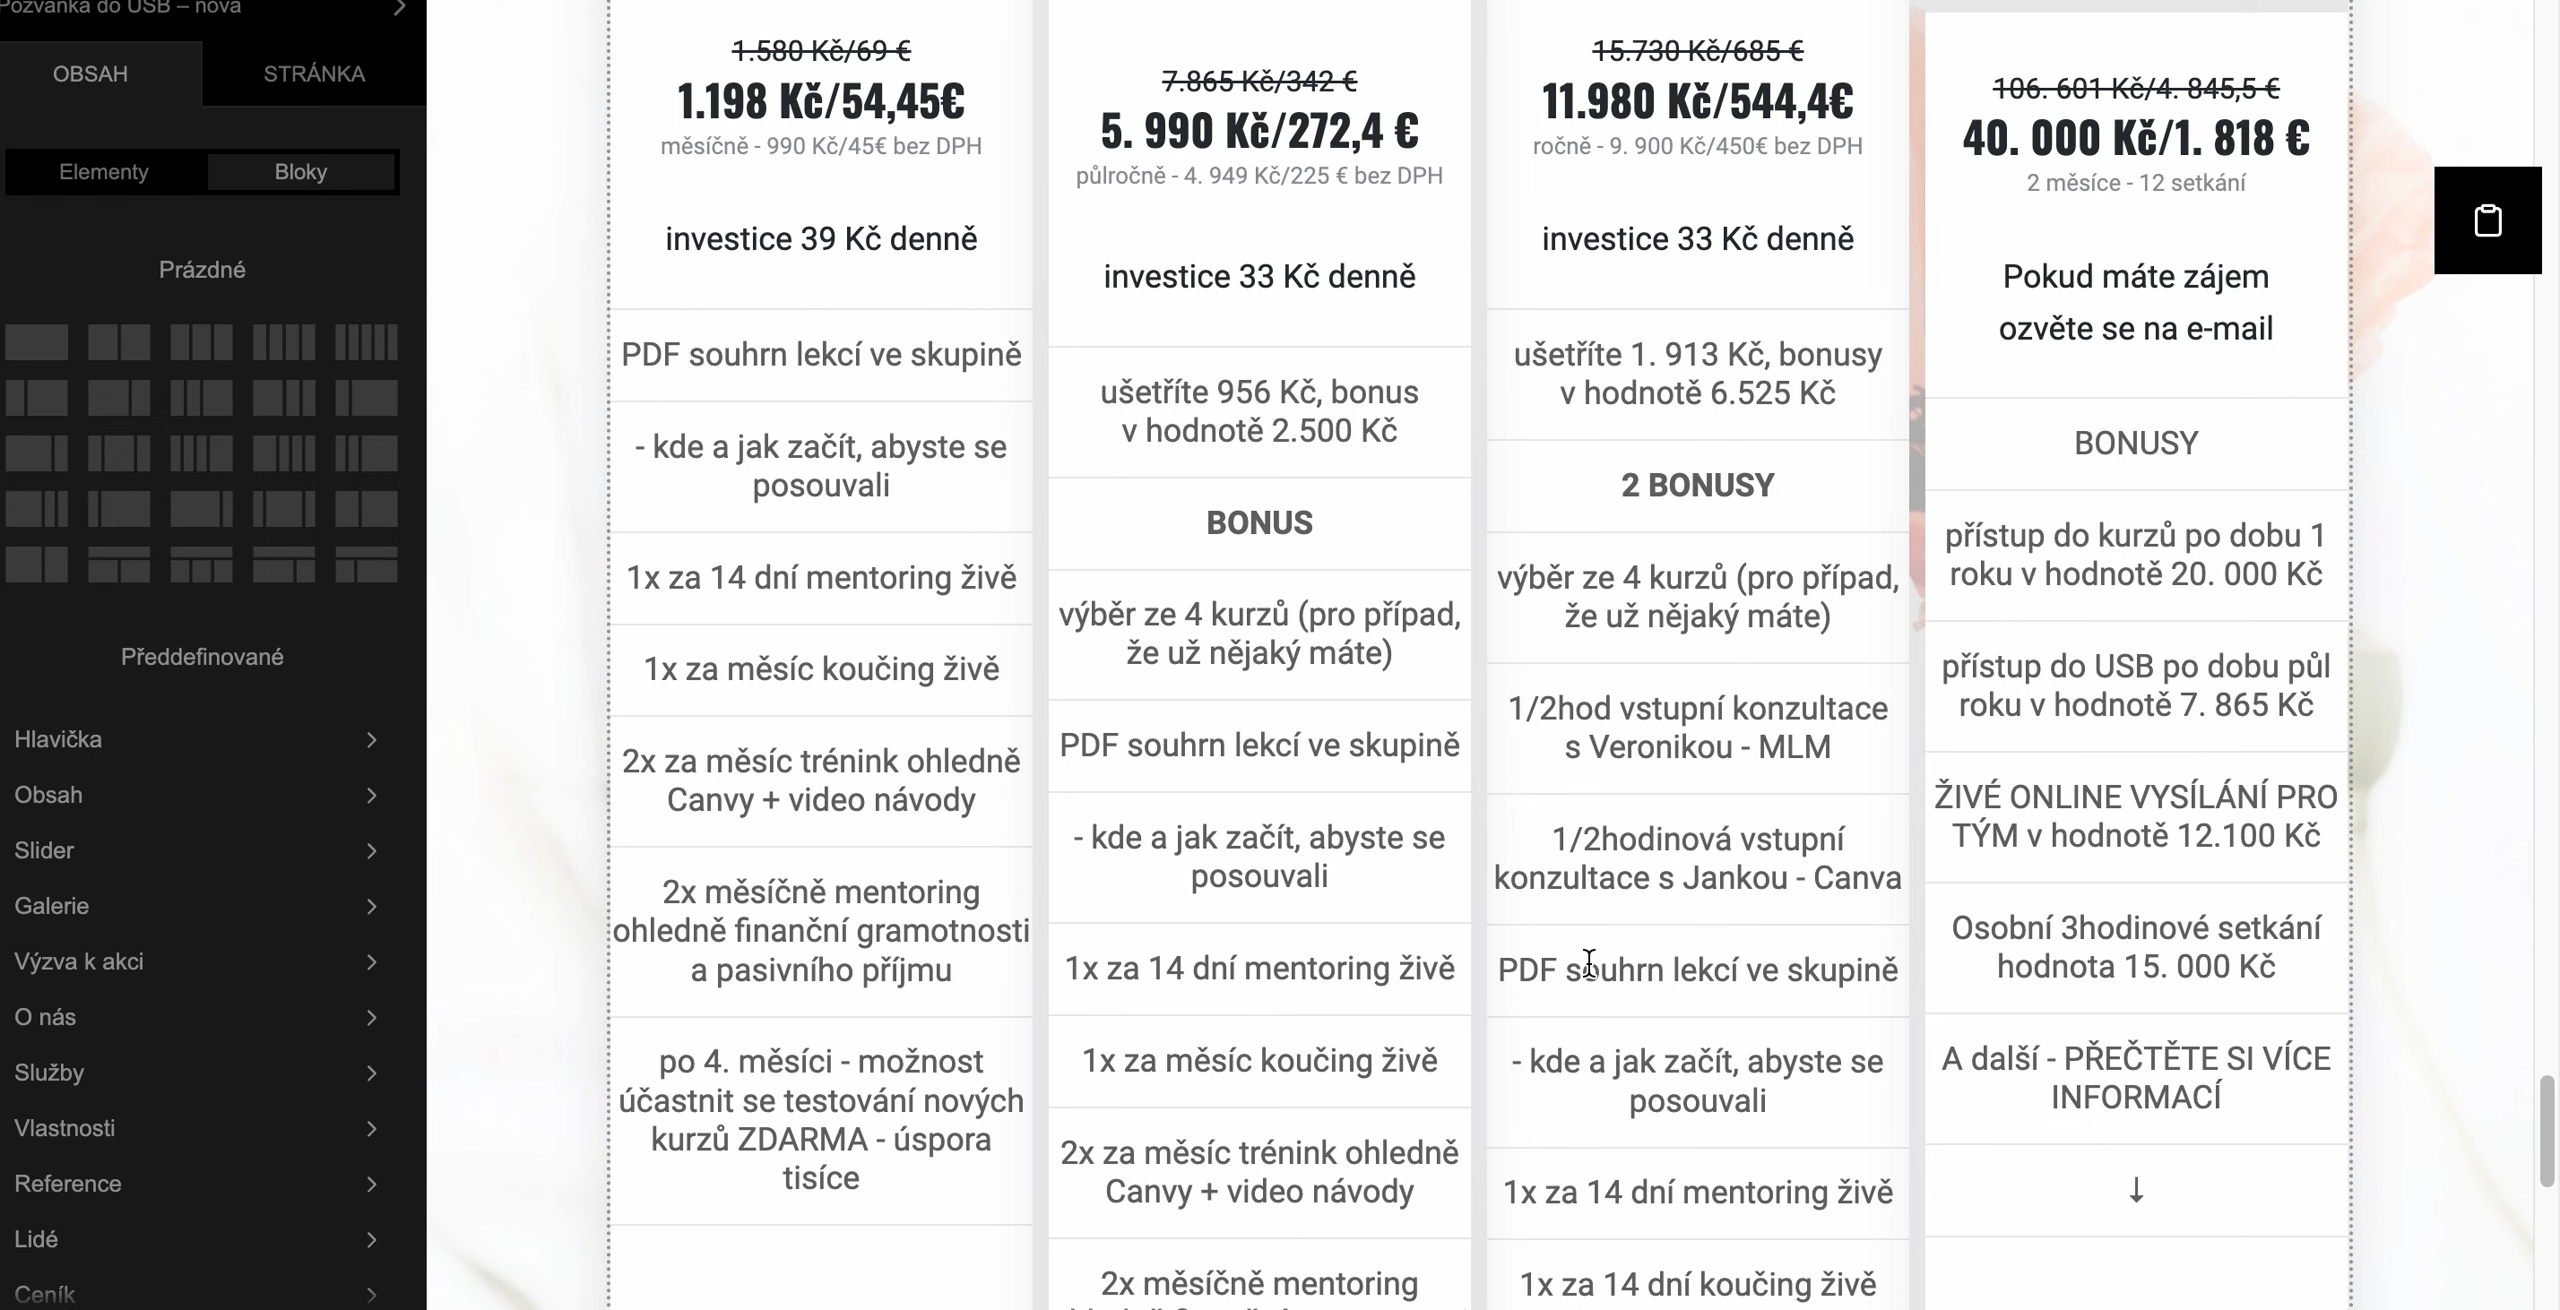 Pozvánka do USB – nová
OBSAH
STRÁNKA
Elementy
Bloky
Prázdné
Předdefinované
Hlavička
Obsah
Slider
Galerie
Výzva k akci
O nás
Služby
Vlastnosti
Reference
Lidé
Ceník
1.580 Kč/69 €
1.198 Kč/54,45€
měsíčně - 990 Kč/45€ bez DPH
investice 39 Kč denně
PDF souhrn lekcí ve skupině
- kde a jak začít, abyste se
posouvali
1x za 14 dní mentoring živě
1x za měsíc koučing živě
2x za měsíc trénink ohledně
Canvy + video návody
2x měsíčně mentoring
ohledně finanční gramotnosti
a pasivního příjmu
po 4. měsíci - možnost
účastnit se testování nových
kurzů ZDARMA - úspora
tisíce
7.865 Kč/342 €
5. 990 Kč/272,4 €
půlročně - 4. 949 Kč/225 € bez DPH
investice 33 Kč denně
ušetříte 956 Kč, bonus
v hodnotě 2.500 Kč
BONUS
výběr ze 4 kurzů (pro případ,
že už nějaký máte)
PDF souhrn lekcí ve skupině
- kde a jak začít, abyste se
posouvali
1x za 14 dní mentoring živě
1x za měsíc koučing živě
2x za měsíc trénink ohledně
Canvy + video návody
2x měsíčně mentoring
15.730 Kč/685 €
11.980 Kč/544,4€
ročně - 9. 900 Kč/450€ bez DPH
investice 33 Kč denně
ušetříte 1. 913 Kč, bonusy
v hodnotě 6.525 Kč
2 BONUSY
výběr ze 4 kurzů (pro případ,
že už nějaký máte)
1/2hod vstupní konzultace
s Veronikou - MLM
1/2hodinová vstupní
konzultace s Jankou - Canva
PDF souhrn lekcí ve skupině
- kde a jak začít, abyste se
posouvali
1x za 14 dní mentoring živě
1x za 14 dní koučing živě
106. 601 Kč/4. 845,5 €
40. 000 Kč/1. 818 €
2 měsíce - 12 setkání
Pokud máte zájem
ozvěte se na e-mail
BONUSY
přístup do kurzů po dobu 1
roku v hodnotě 20. 000 Kč
přístup do USB po dobu půl
roku v hodnotě 7. 865 Kč
ŽIVÉ ONLINE VYSÍLÁNÍ PRO
TÝM v hodnotě 12.100 Kč
Osobní 3hodinové setkání
hodnota 15. 000 Kč
A další - PŘEČTĚTE SI VÍCE
INFORMACÍ
↓